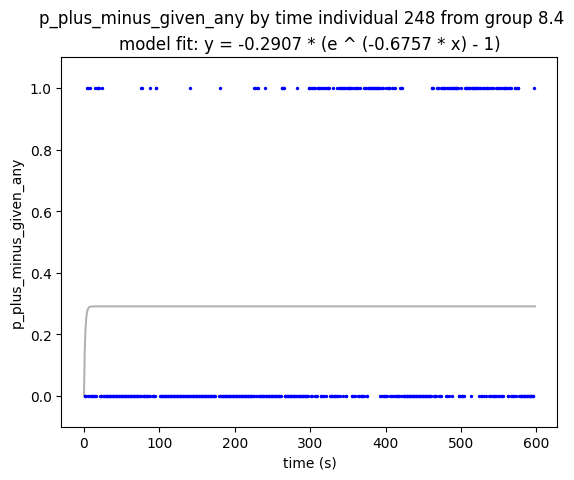 p_plus_minus_given_any by time individual 248 from group 8.4
model fit: y = -0.2907 * (e ^ (-0.6757 * x) - 1)
1.0
0.8
0.6
0.4
0.2
0.0
p_plus_minus_given_any
0 100 200 300 400 500 600
time (s)